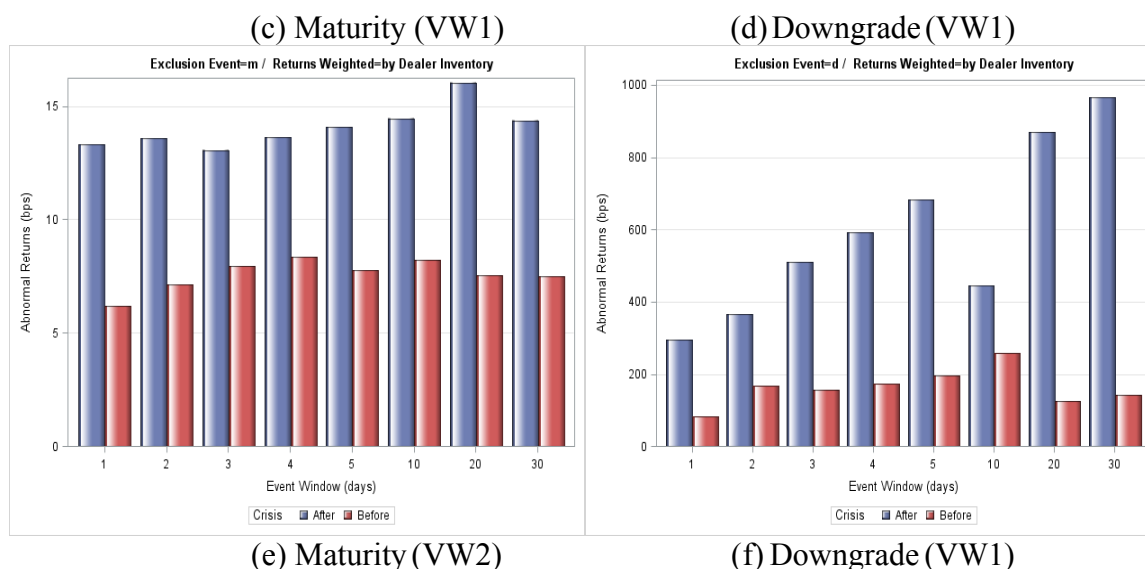 (c) Maturity (VW1)
(d) Downgrade (VW1)
Exclusion Event=m / Returns Weighted=by Dealer Inventory
15
10
5
0
Abnormal Returns (bps)
1 2 3 4 5 10 20 30
Event Window (days)
Crisis After Before
Exclusion Event=d / Returns Weighted=by Dealer Inventory
1000
800
600
400
200
0
Abnormal Returns (bps)
1 2 3 4 5 10 20 30
Event Window (days)
Crisis After Before
(e) Maturity (VW2)
(f) Downgrade (VW1)